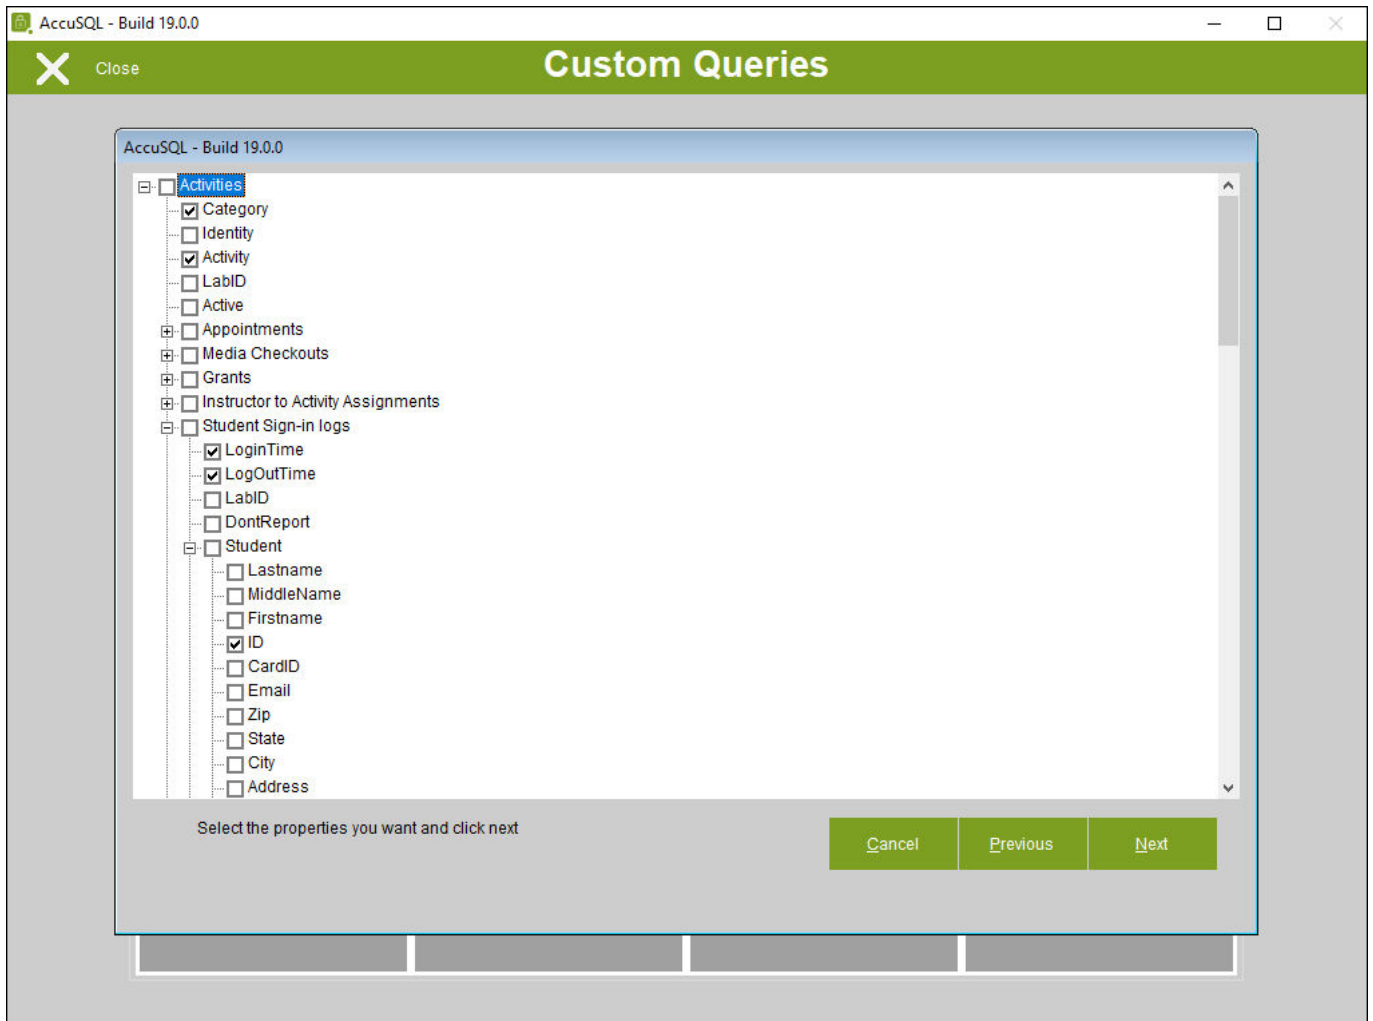 AccuSQL - Build 19.0.0
Close
Custom Queries
AccuSQL - Build 19.0.0
Activities
Category
Identity
Activity
LabID
Active
Appointments
Media Checkouts
Grants
Instructor to Activity Assignments
Student Sign-in logs
LoginTime
LogOutTime
LabID
DontReport
Student
Lastname
MiddleName
Firstname
ID
CardID
Email
Zip
State
City
Address
Select the properties you want and click next
Cancel
Previous
Next